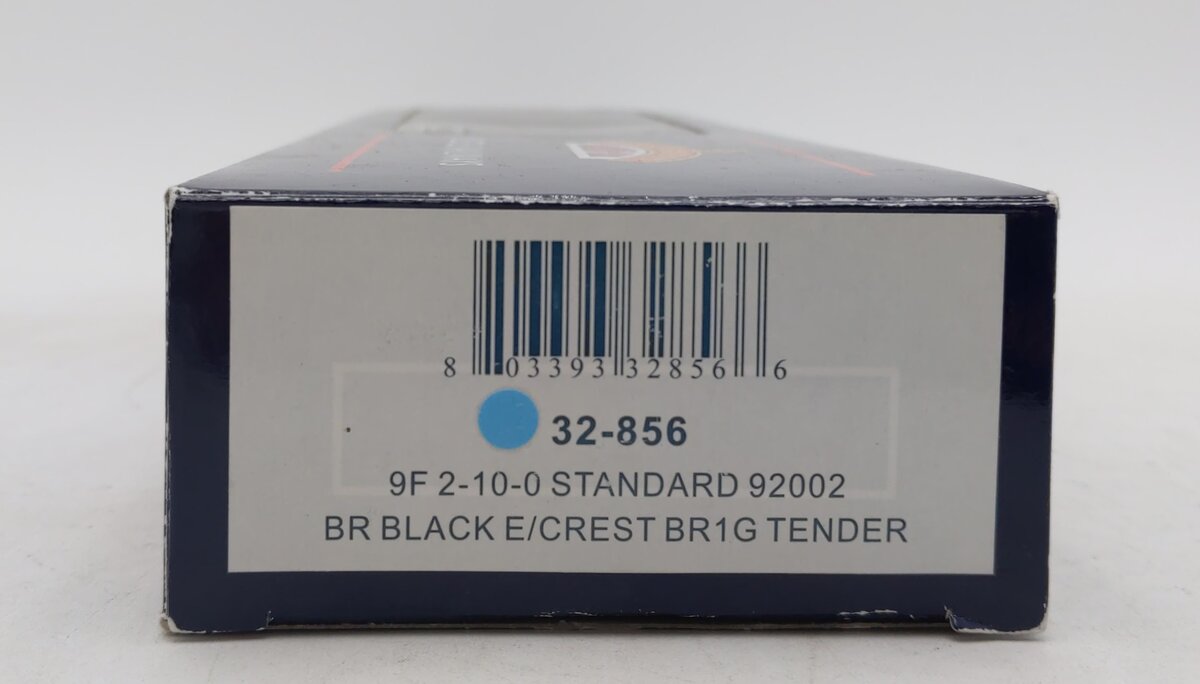 8 03393 32856 6
32-856
9F 2-10-0 STANDARD 92002
BR BLACK E/CREST BR1G TENDER